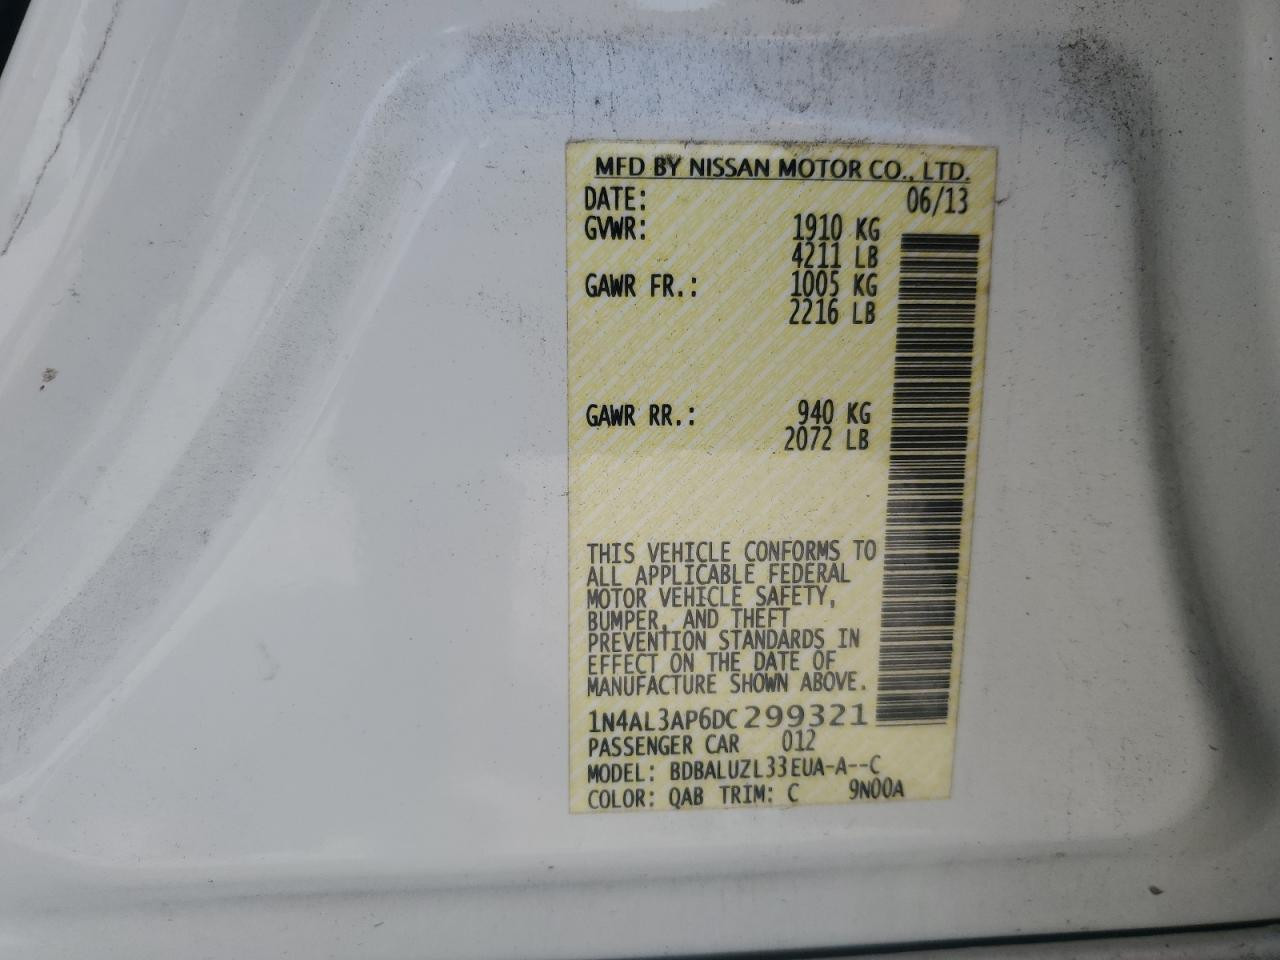 MFD BY NISSAN MOTOR CO., LTD.
DATE: 06/13
GVWR: 1910 KG
4211 LB
GAWR FR.: 1005 KG
2216 LB
GAWR RR.: 940 KG
2072 LB
THIS VEHICLE CONFORMS TO
ALL APPLICABLE FEDERAL
MOTOR VEHICLE SAFETY,
BUMPER, AND THEFT
PREVENTION STANDARDS IN
EFFECT ON THE DATE OF
MANUFACTURE SHOWN ABOVE.
1N4AL3AP6DC299321
PASSENGER CAR 012
MODEL: BDBALUZL33EUA-A--C
COLOR: QAB TRIM: C 9N00A